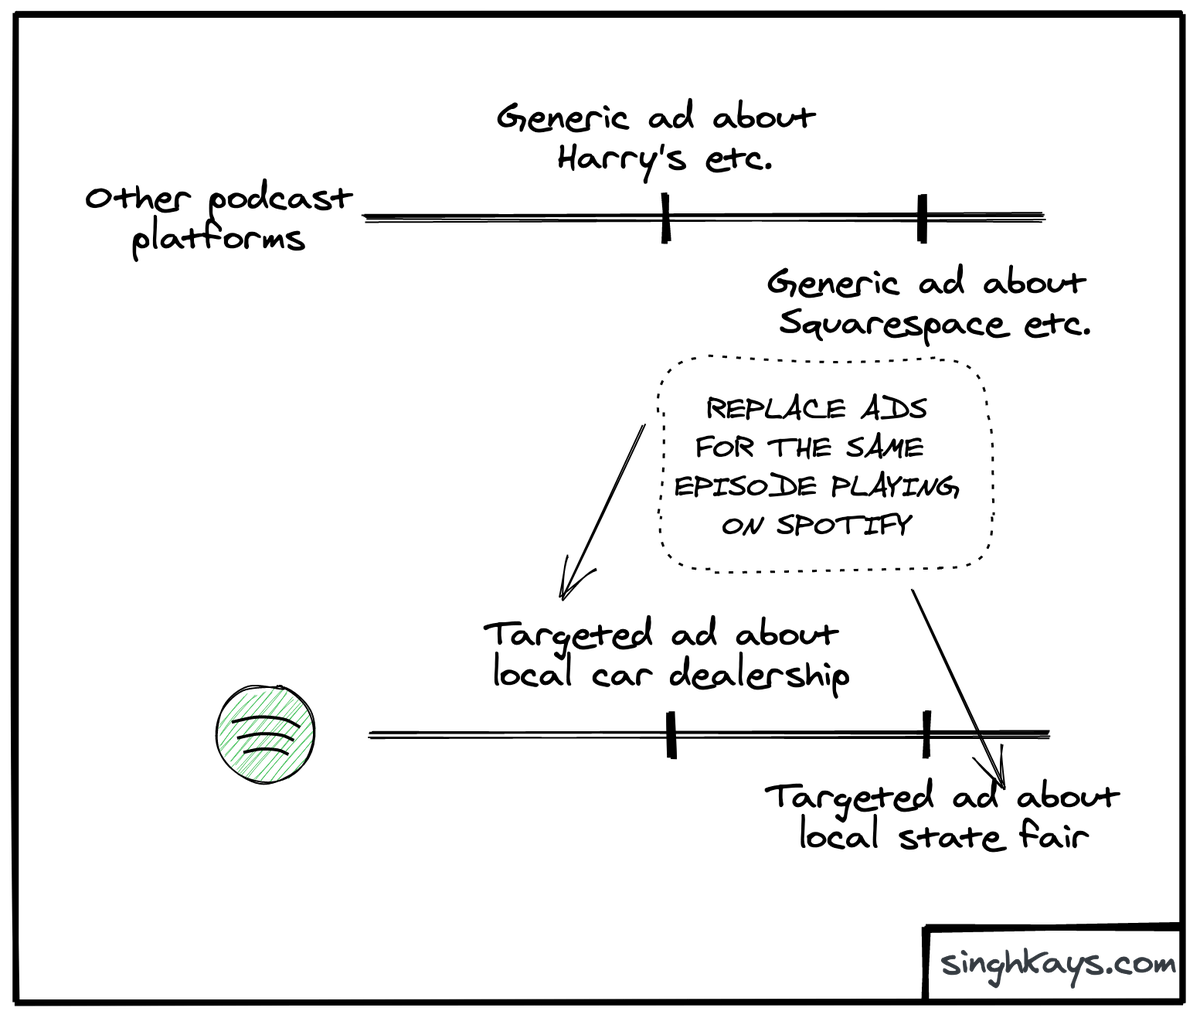 Generic ad about
Harry's etc.
Other podcast
platforms
Generic ad about
Squarespace etc.
REPLACE ADS
FOR THE SAME
EPISODE PLAYING
ON SPOTIFY
Targeted ad about
local car dealership
Targeted ad about
local state fair
singhkays.com